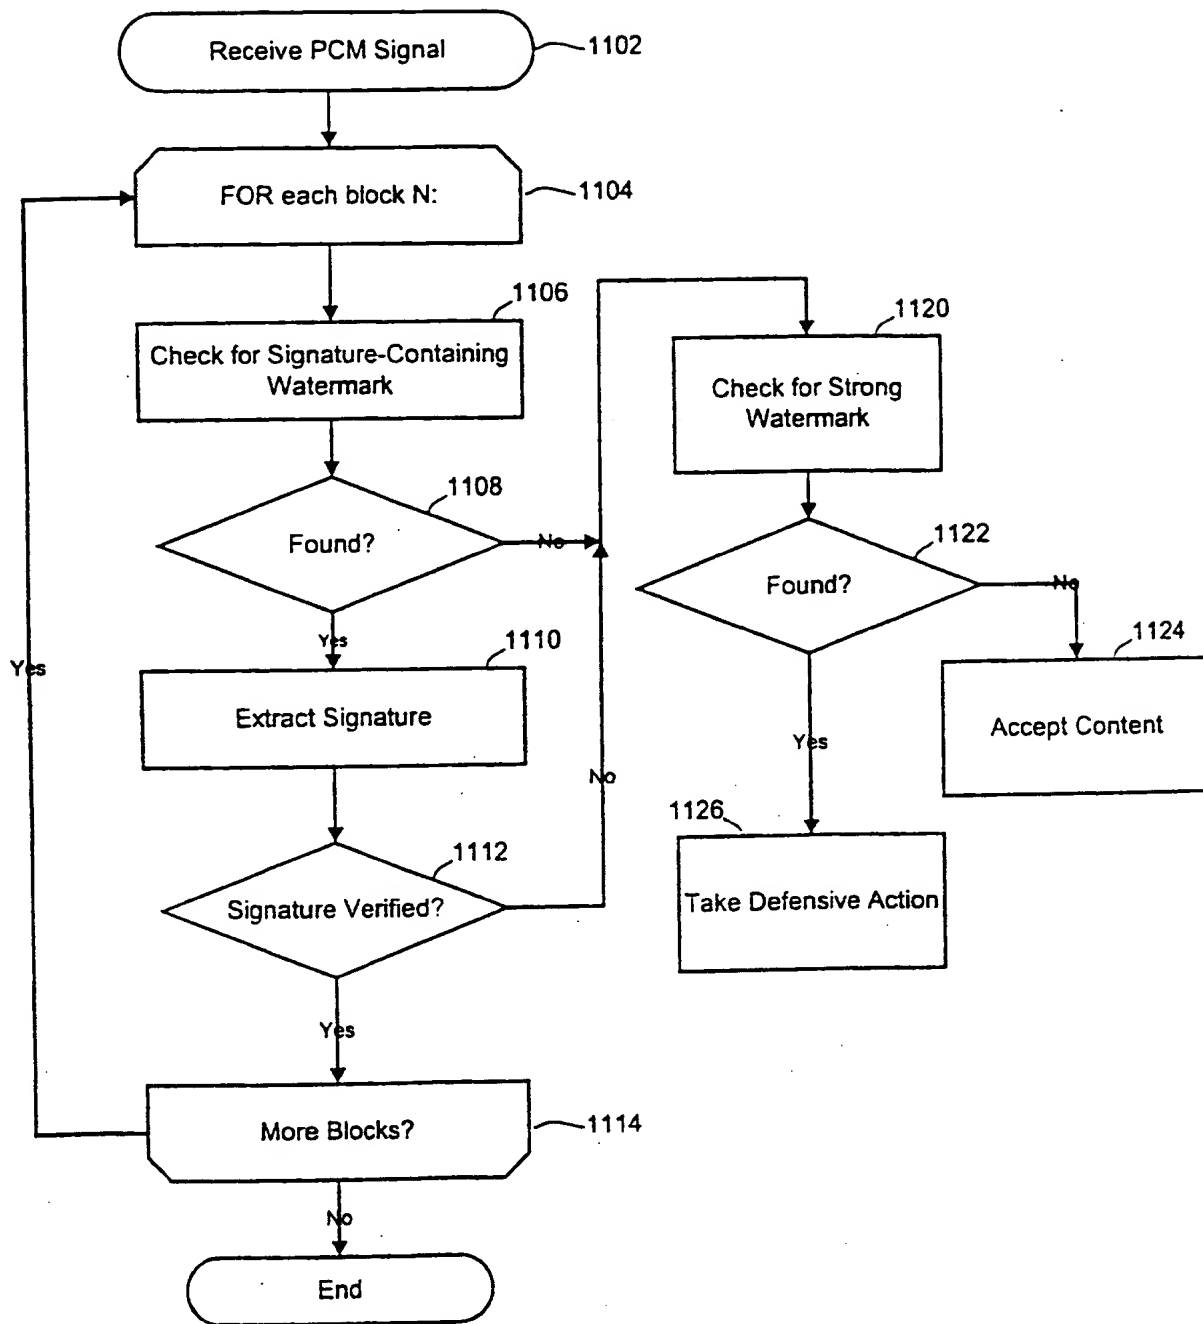 Receive PCM Signal
1102
FOR each block N:
1104
1106
Check for Signature-Containing
Watermark
1108
Found?
No
Yes
1110
Extract Signature
1112
Signature Verified?
No
Yes
More Blocks?
1114
Yes
No
End
1120
Check for Strong
Watermark
1122
Found?
No
1124
Accept Content
Yes
1126
Take Defensive Action